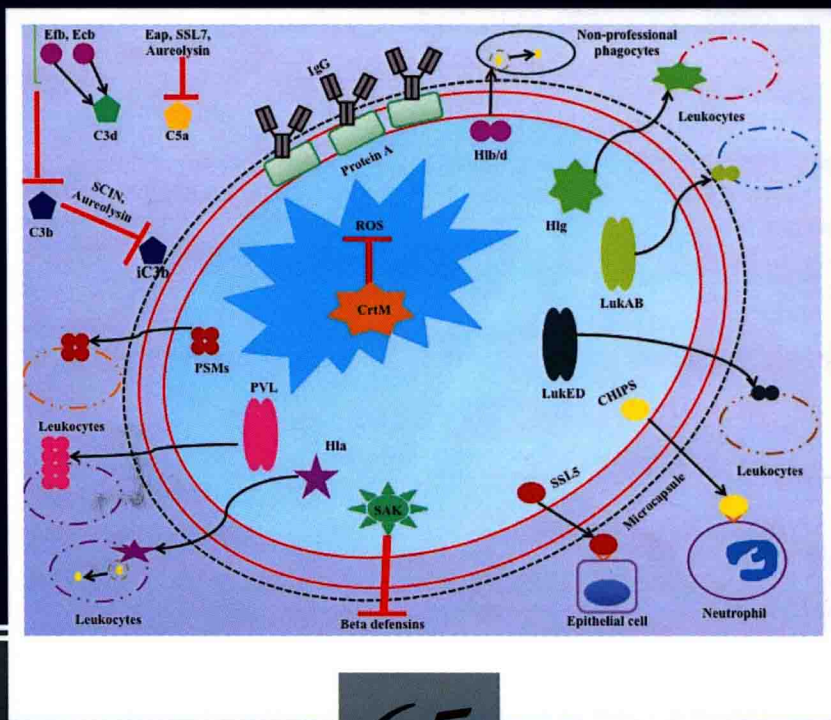 Efb, Ecb
Eap, SSL7,
Aureolysin
C3d
C5a
IgG
Protein A
Non-professional
phagocytes
Hlb/d
Leukocytes
Hlg
SCIN,
Aureolysin
C3b
iC3b
ROS
CrtM
LukAB
PSMs
PVL
LukED
CHIPS
Leukocytes
Hla
SSL5
Microcapsule
Leukocytes
SAK
Leukocytes
Beta defensins
Epithelial cell
Neutrophil